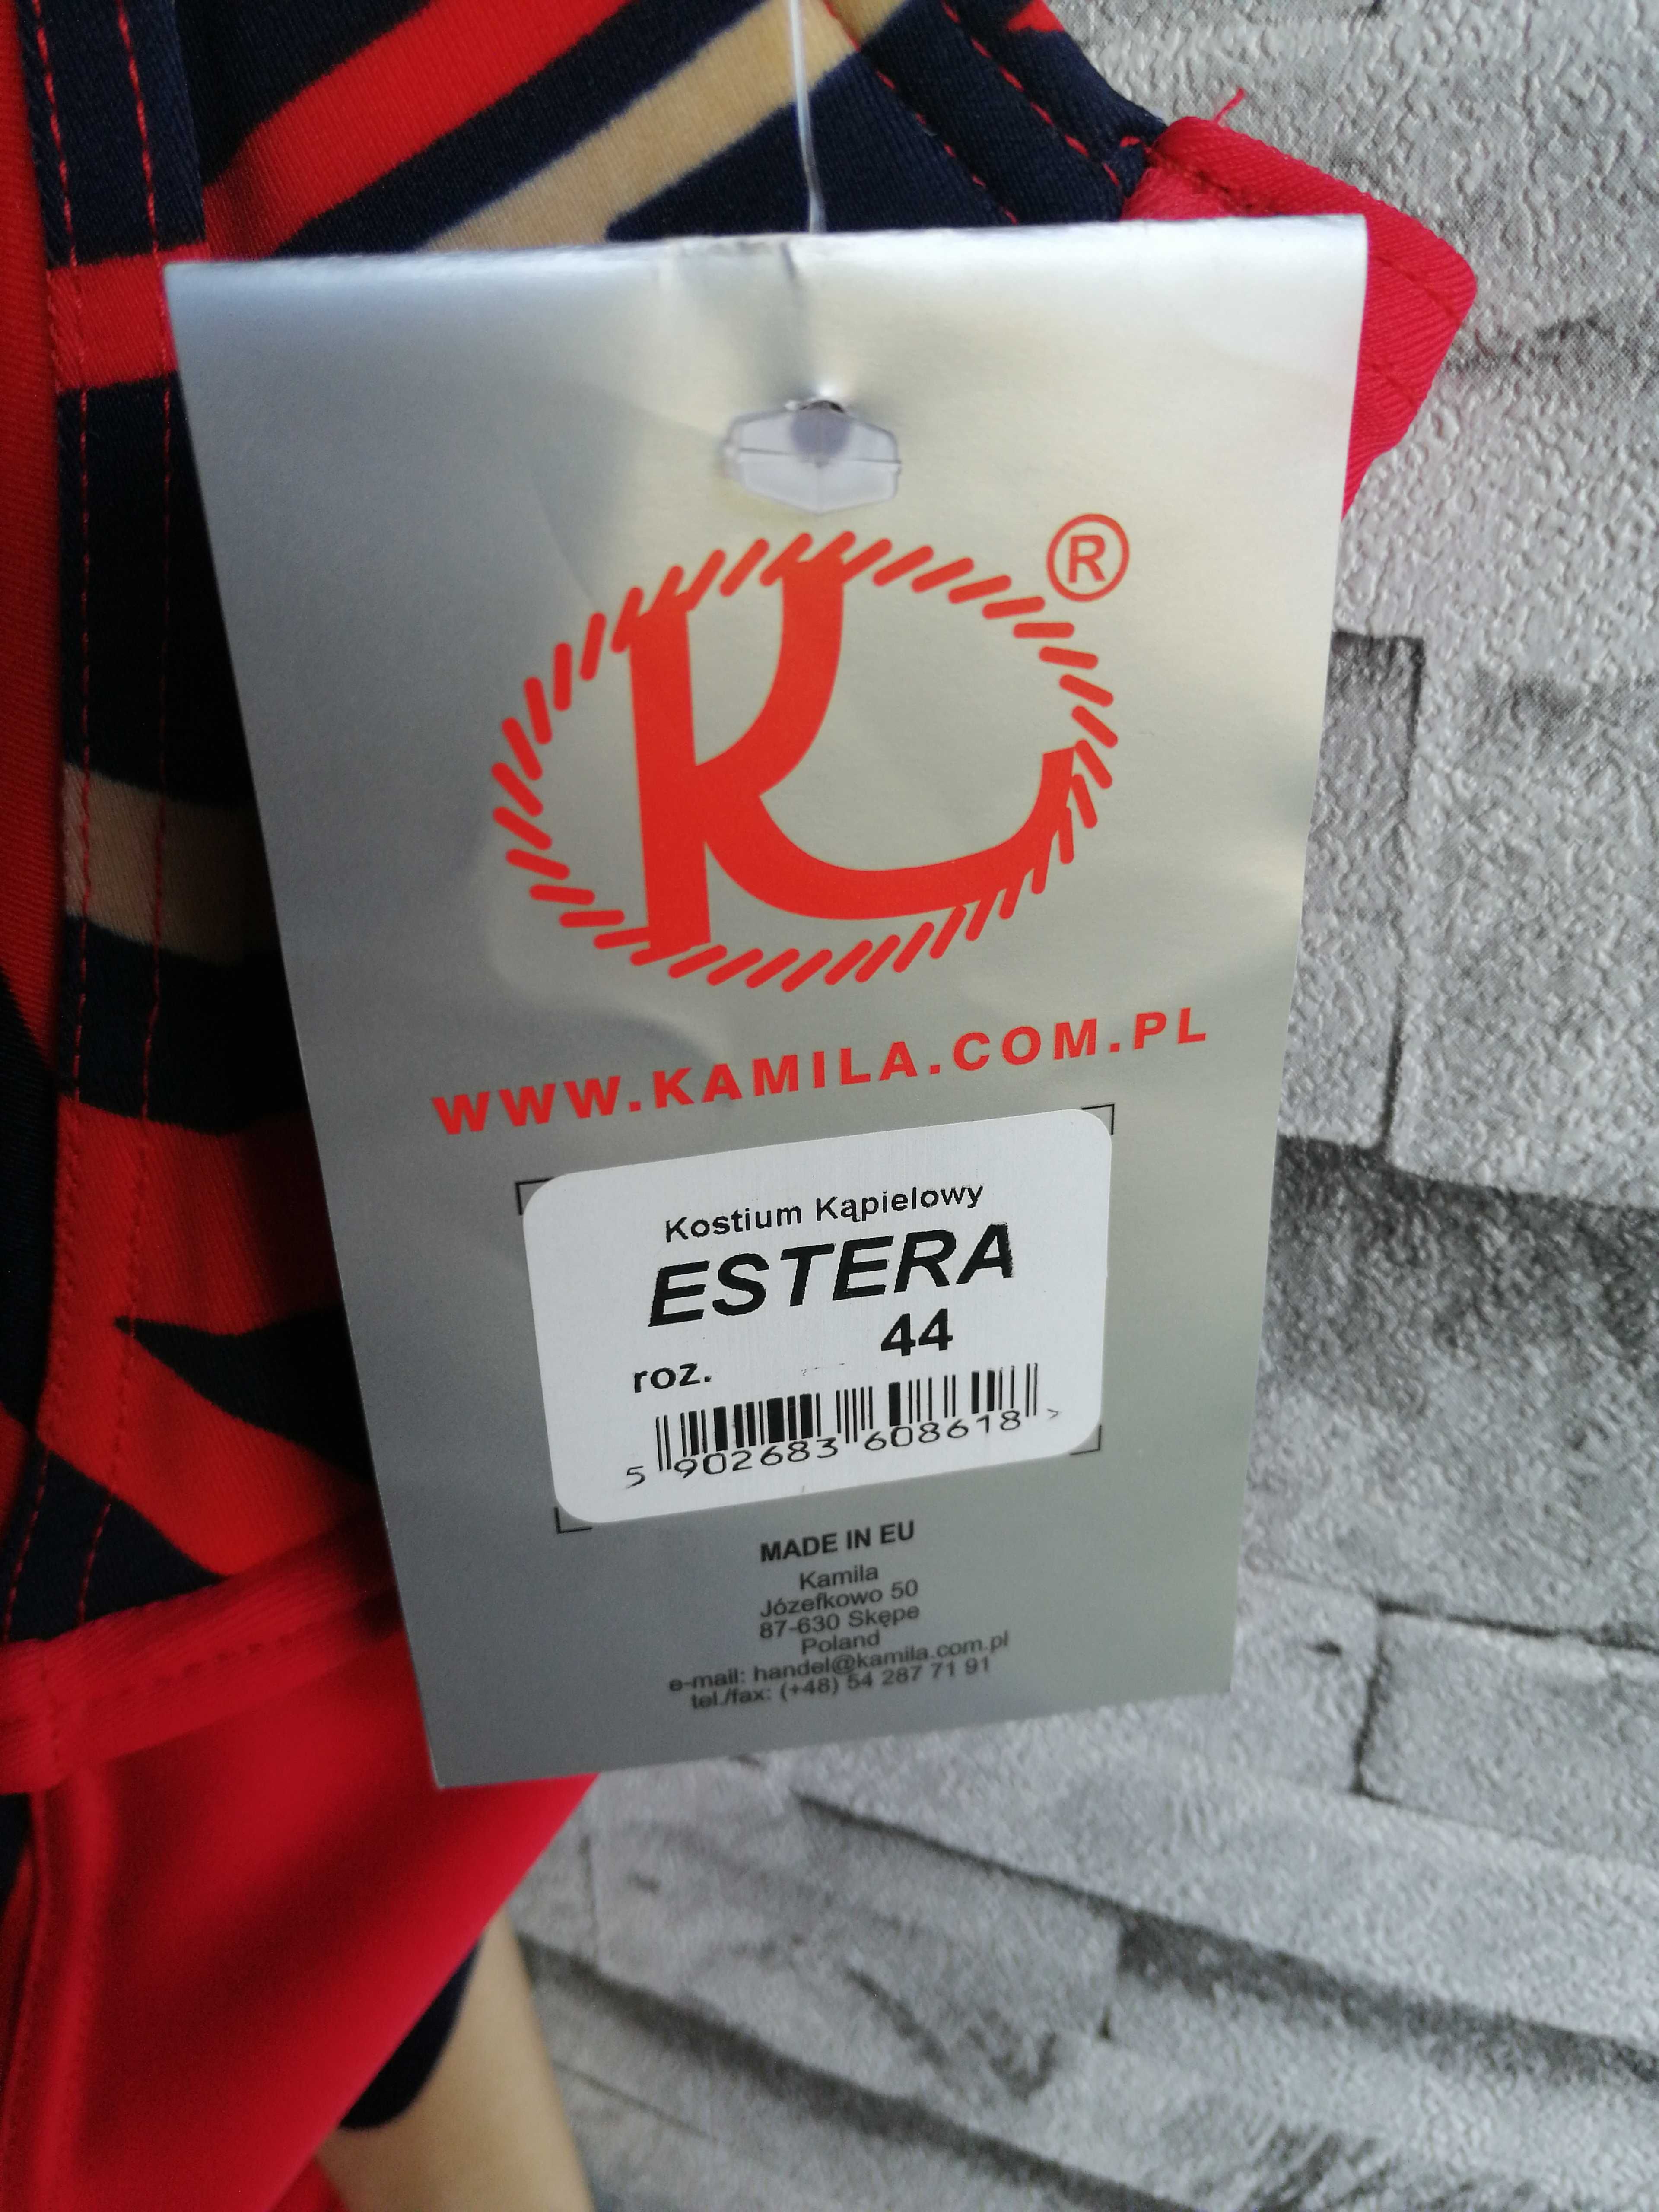 K
®
WWW.KAMILA.COM.PL
Kostium Kąpielowy
ESTERA
roz. 44
5 902683 608618 >
MADE IN EU
Kamila
Józefkowo 50
87-630 Skępe
Poland
e-mail: handel@kamila.com.pl
tel./fax: (+48) 54 287 71 91